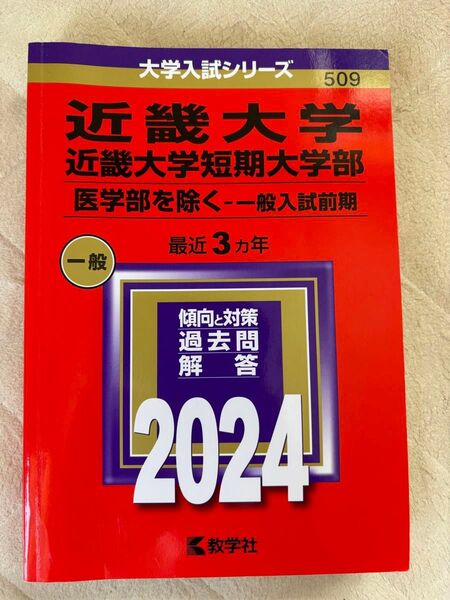 大学入試シリーズ
509
近畿大学
近畿大学短期大学部
医学部を除く-一般入試前期
最近3カ年
一般
傾向と対策
過去問
解答
2024
教学社